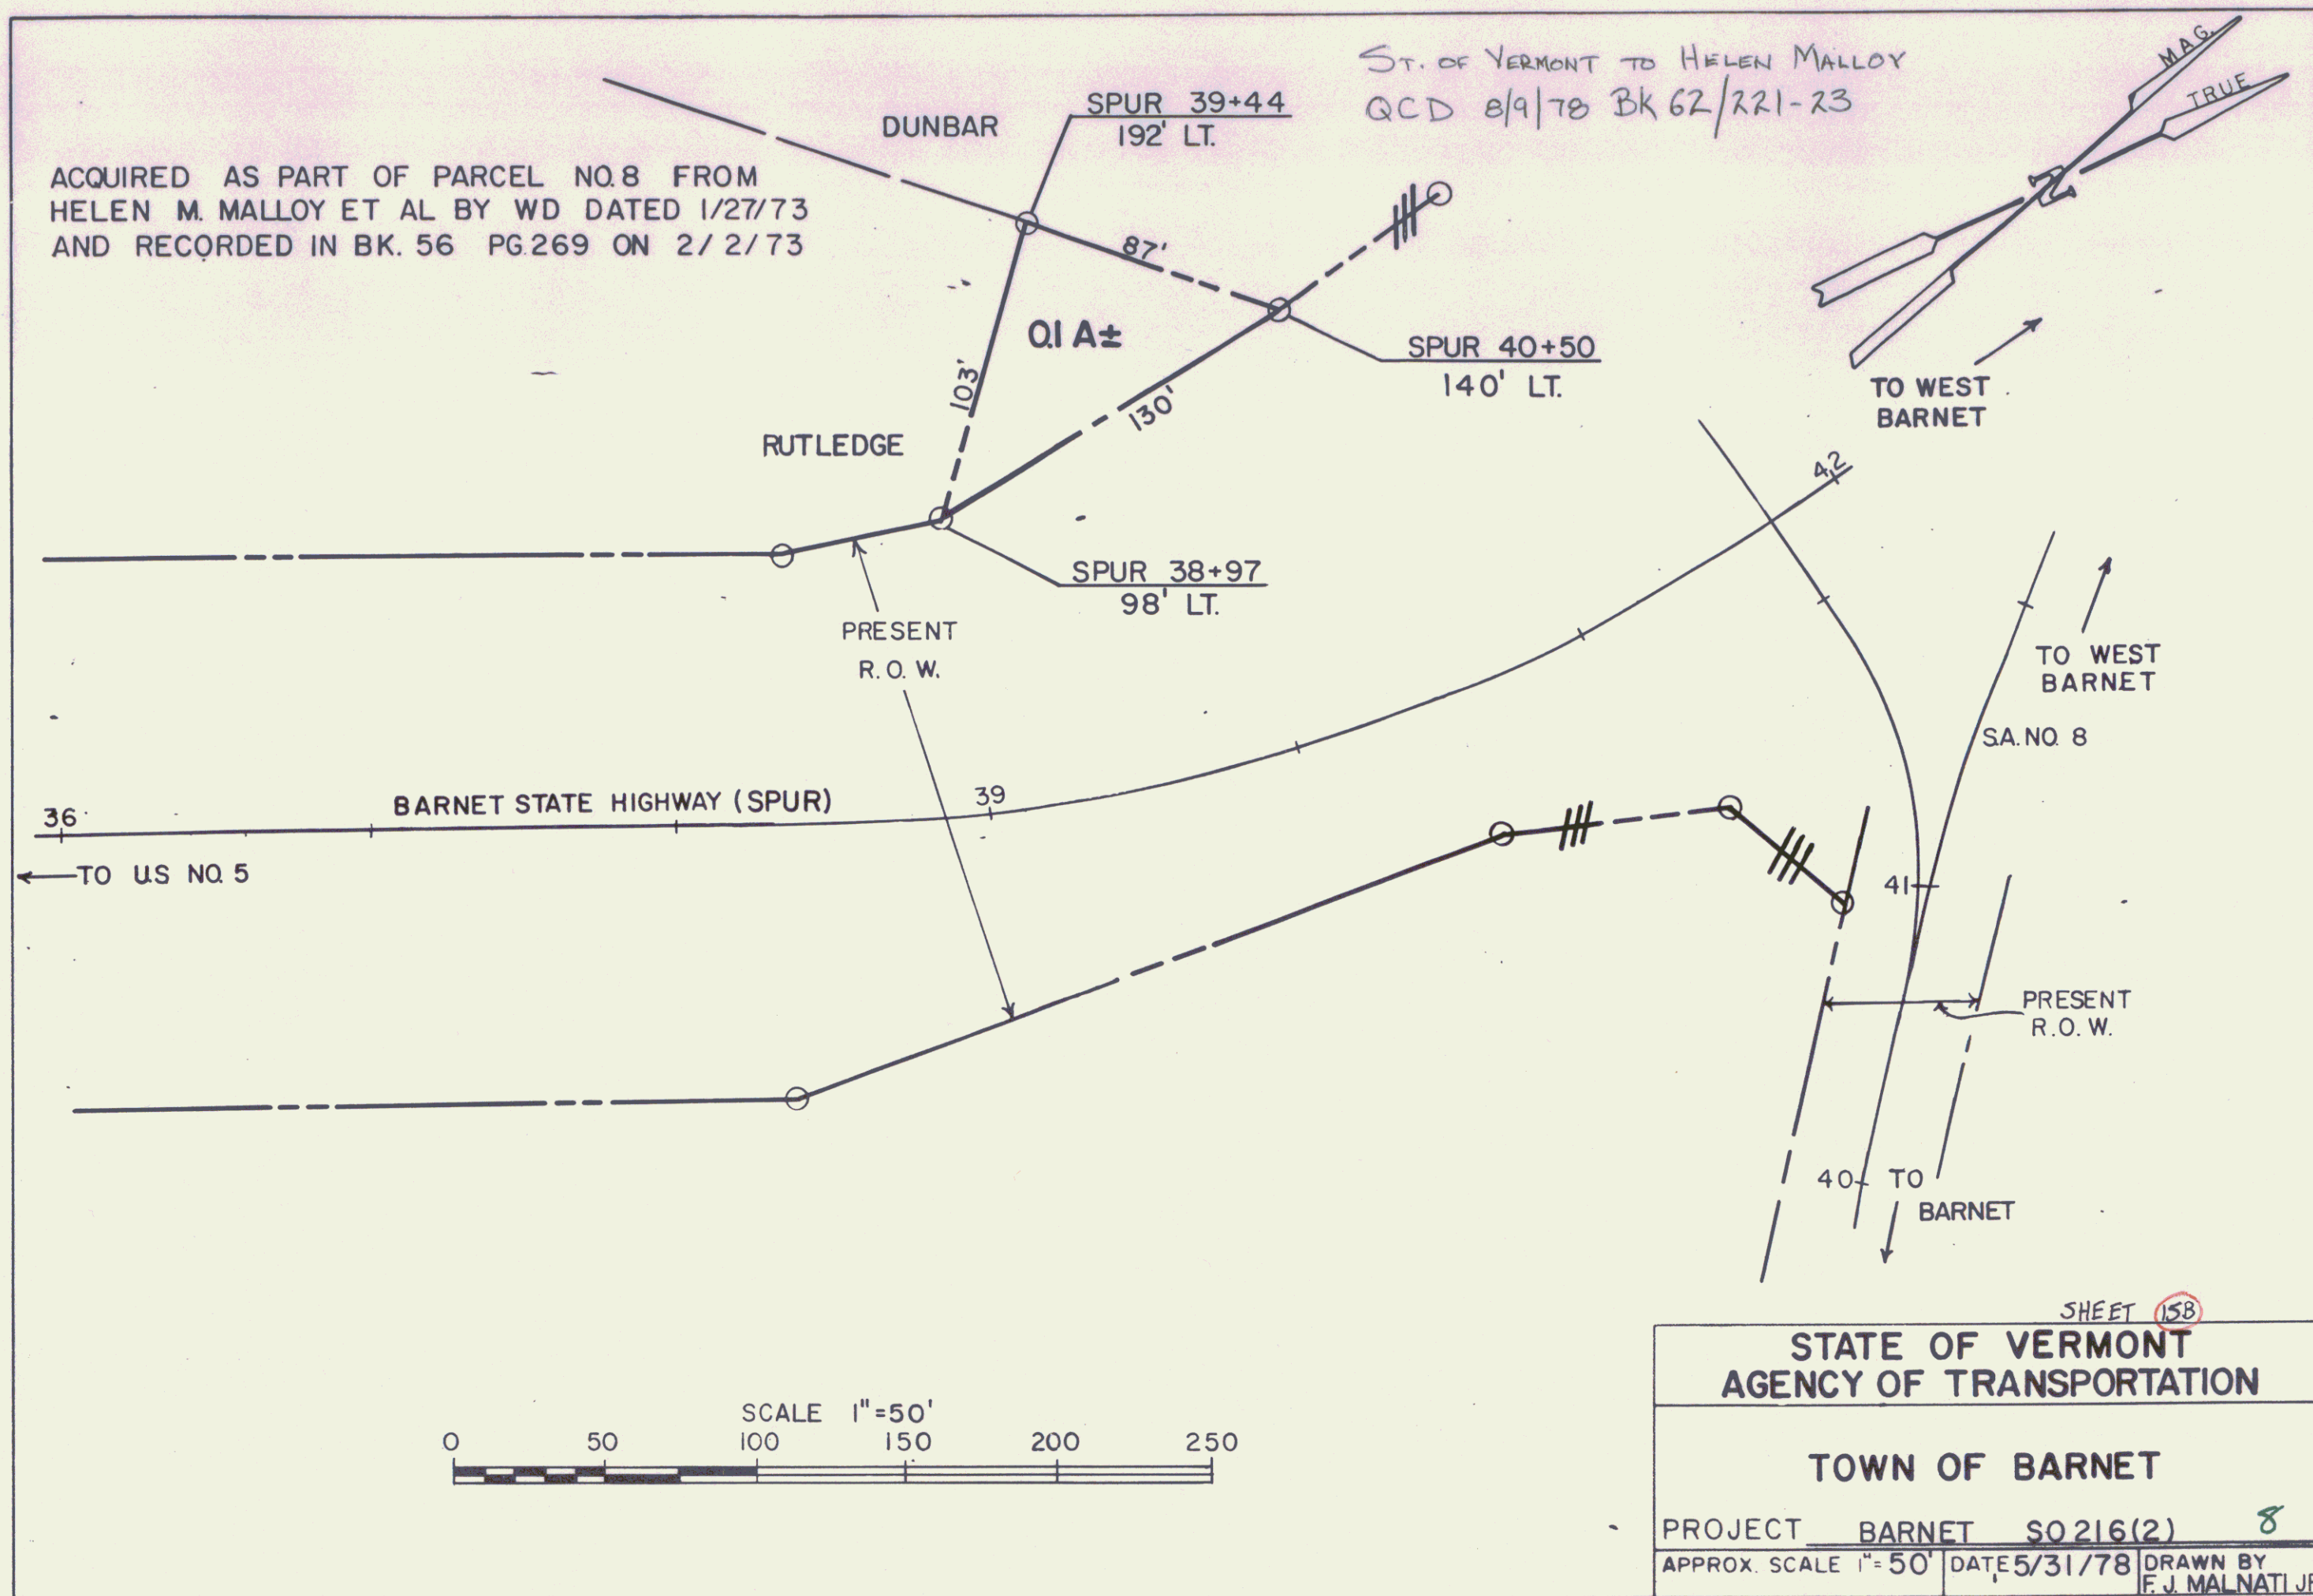 ST. OF VERMONT TO HELEN MALLOY
QCD 8/9/78 BK 62/221-23
MAG.
TRUE
N
SPUR 39+44
192' LT.
DUNBAR
ACQUIRED AS PART OF PARCEL NO.8 FROM
HELEN M. MALLOY ET AL BY WD DATED 1/27/73
AND RECORDED IN BK. 56 PG.269 ON 2/2/73
87'
0.1 A±
103'
130'
SPUR 40+50
140' LT.
TO WEST
BARNET
RUTLEDGE
42
SPUR 38+97
98' LT.
PRESENT
R.O.W.
TO WEST
BARNET
S.A. NO. 8
BARNET STATE HIGHWAY (SPUR)
36
39
TO U.S NO. 5
41
PRESENT
R.O.W.
40
TO
BARNET
SCALE 1"=50'
0 50 100 150 200 250
SHEET 15B
STATE OF VERMONT
AGENCY OF TRANSPORTATION
TOWN OF BARNET
PROJECT BARNET SO 216(2) 8
APPROX. SCALE 1"=50' DATE 5/31/78 DRAWN BY
F. J. MALNATI JR